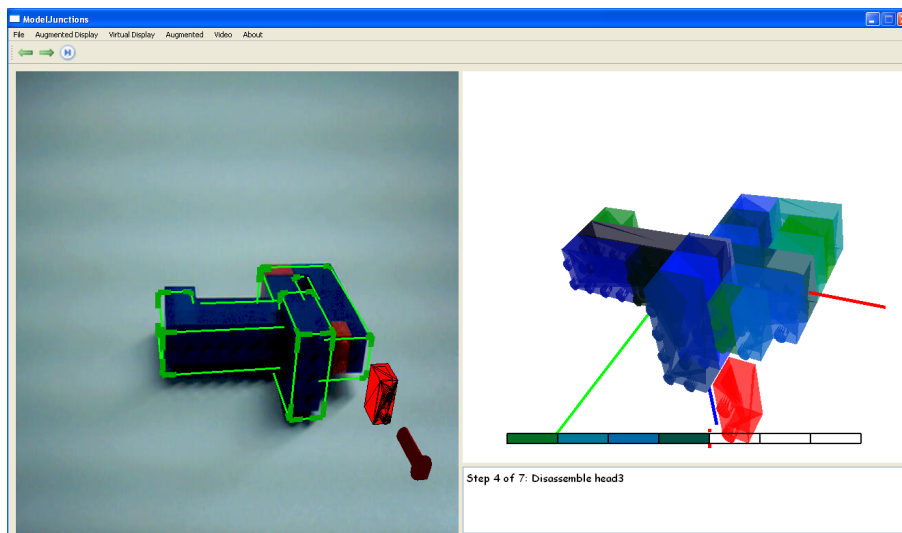 ModelJunctions
File Augmented Display Virtual Display Augmented Video About
Step 4 of 7: Disassemble head3